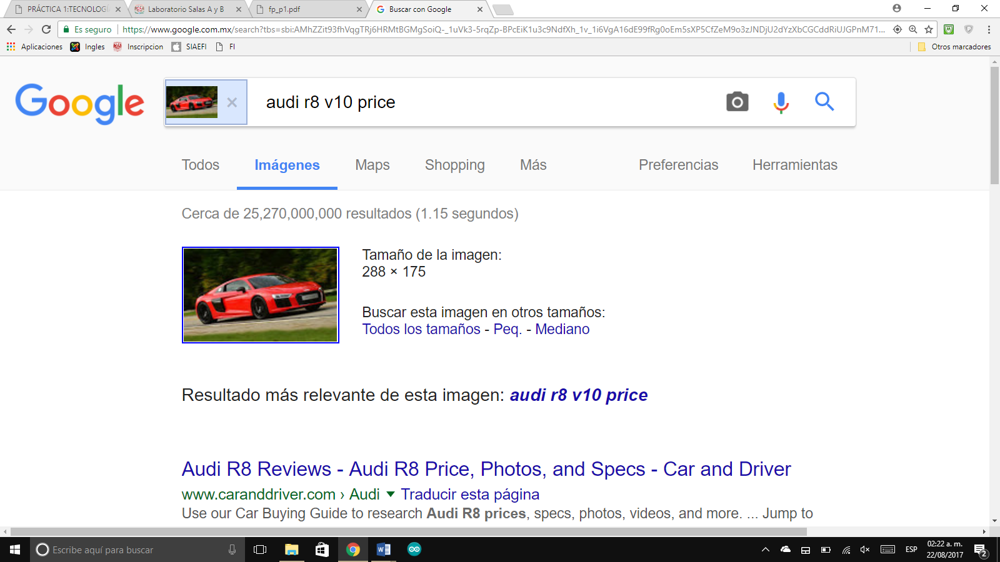 PRÁCTICA 1:TECNOLOGÍ
Laboratorio Salas A y B
fp_p1.pdf
Buscar con Google
Es seguro
https://www.google.com.mx/search?tbs=sbi:AMhZZit93fhVqgTRj6HRMtBGMgSoiQ-_1uVk3-5rqZp-BPcEiK1u3c9NdfXh_1v_1i6VgA16dE99fRg0oEm5sXP5CfZeM9o3zJNDjU2dYzXbCGCddRiUJGPnM71...
Aplicaciones
Ingles
Inscripcion
SIAEFI
FI
Otros marcadores
Google
audi r8 v10 price
Todos
Imágenes
Maps
Shopping
Más
Preferencias
Herramientas
Cerca de 25,270,000,000 resultados (1.15 segundos)
Tamaño de la imagen:
288 × 175
Buscar esta imagen en otros tamaños:
Todos los tamaños - Peq. - Mediano
Resultado más relevante de esta imagen: audi r8 v10 price
Audi R8 Reviews - Audi R8 Price, Photos, and Specs - Car and Driver
www.caranddriver.com › Audi ▼ Traducir esta página
Use our Car Buying Guide to research Audi R8 prices, specs, photos, videos, and more. ... Jump to
Escribe aquí para buscar
ESP
02:22 a. m.
22/08/2017
2